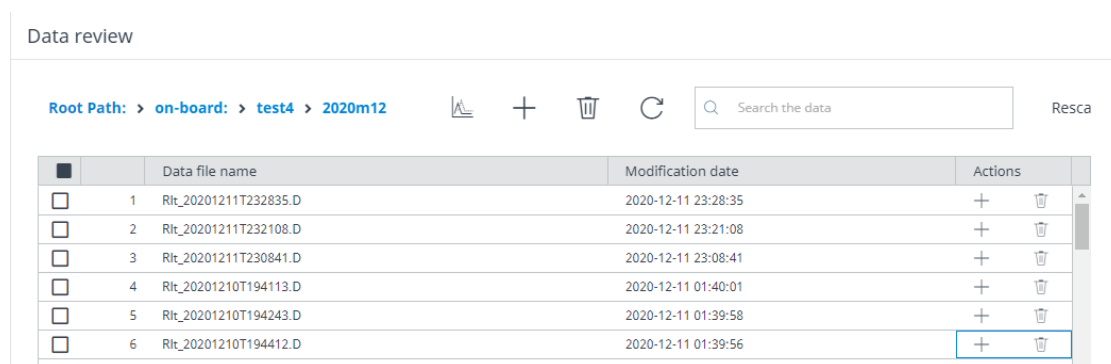 Data review
Root Path: > on-board: > test4 > 2020m12 Search the data Resca
Data file name Modification date Actions
1 Rlt_20201211T232835.D 2020-12-11 23:28:35
2 Rlt_20201211T232108.D 2020-12-11 23:21:08
3 Rlt_20201211T230841.D 2020-12-11 23:08:41
4 Rlt_20201210T194113.D 2020-12-11 01:40:01
5 Rlt_20201210T194243.D 2020-12-11 01:39:58
6 Rlt_20201210T194412.D 2020-12-11 01:39:56